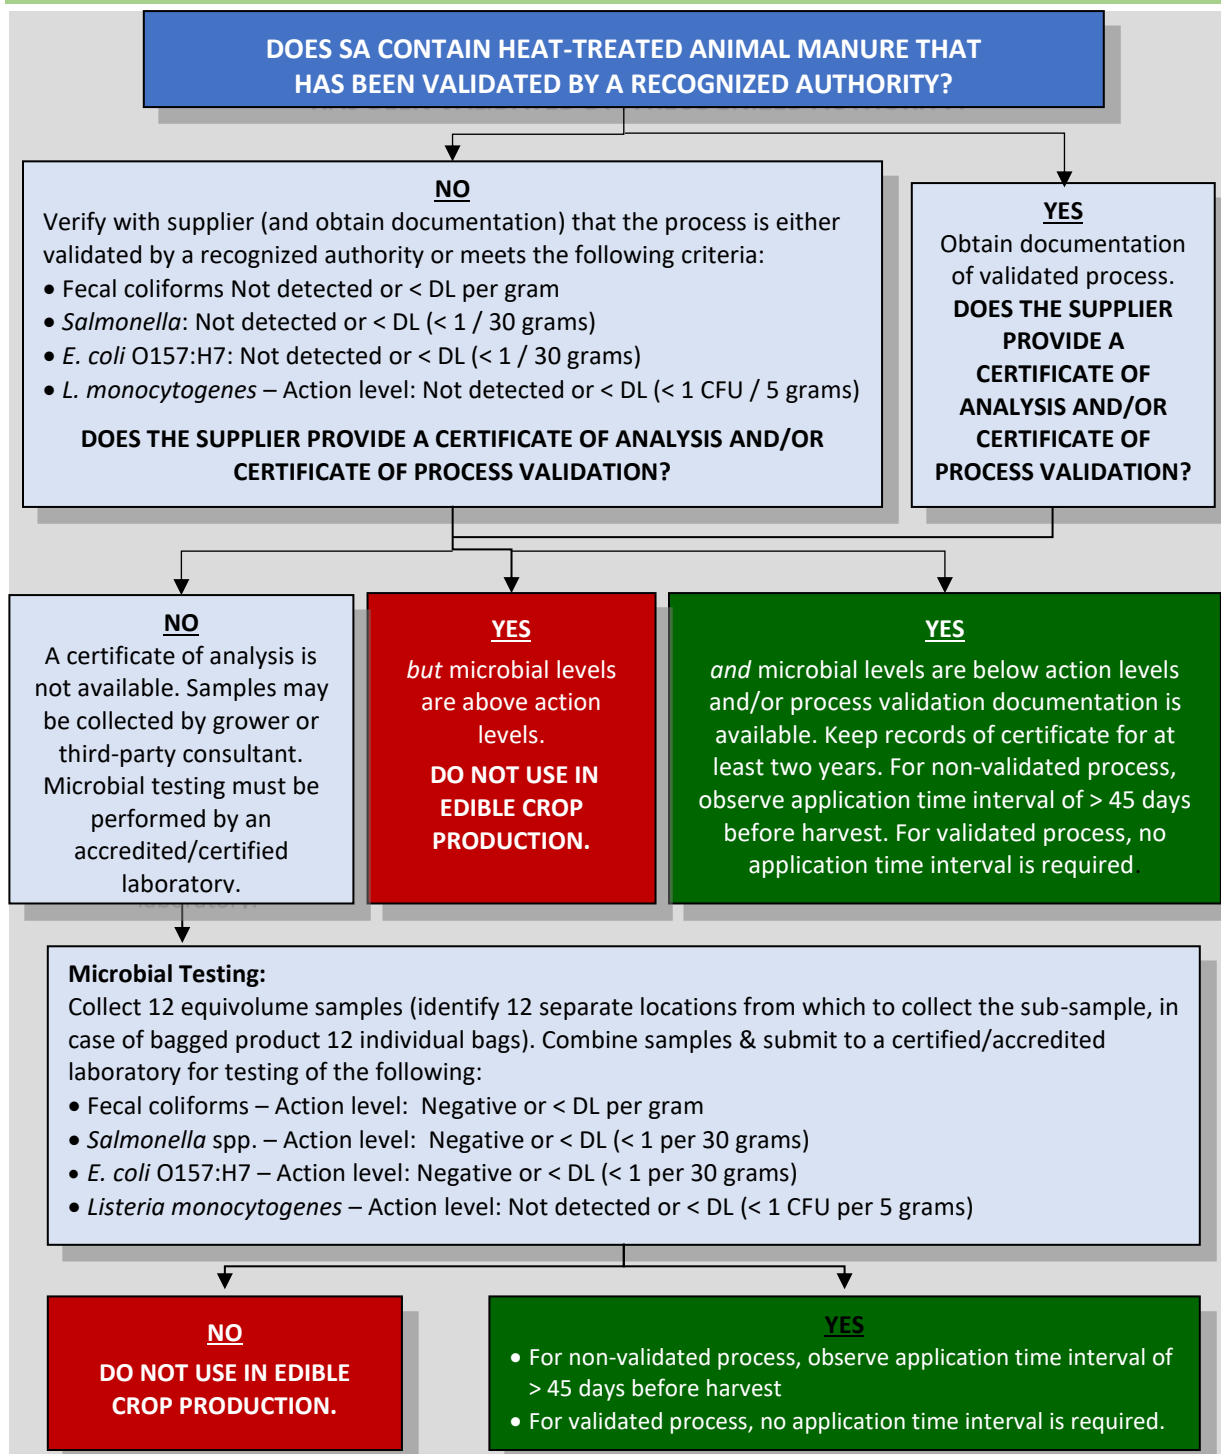 DOES SA CONTAIN HEAT-TREATED ANIMAL MANURE THAT
HAS BEEN VALIDATED BY A RECOGNIZED AUTHORITY?
NO
Verify with supplier (and obtain documentation) that the process is either
validated by a recognized authority or meets the following criteria:
• Fecal coliforms Not detected or < DL per gram
• Salmonella: Not detected or < DL (< 1 / 30 grams)
• E. coli O157:H7: Not detected or < DL (< 1 / 30 grams)
• L. monocytogenes – Action level: Not detected or < DL (< 1 CFU / 5 grams)
DOES THE SUPPLIER PROVIDE A CERTIFICATE OF ANALYSIS AND/OR
CERTIFICATE OF PROCESS VALIDATION?
YES
Obtain documentation
of validated process.
DOES THE SUPPLIER
PROVIDE A
CERTIFICATE OF
ANALYSIS AND/OR
CERTIFICATE OF
PROCESS VALIDATION?
NO
A certificate of analysis is
not available. Samples may
be collected by grower or
third-party consultant.
Microbial testing must be
performed by an
accredited/certified
laboratory.
YES
but microbial levels
are above action
levels.
DO NOT USE IN
EDIBLE CROP
PRODUCTION.
YES
and microbial levels are below action levels
and/or process validation documentation is
available. Keep records of certificate for at
least two years. For non-validated process,
observe application time interval of > 45 days
before harvest. For validated process, no
application time interval is required.
Microbial Testing:
Collect 12 equivolume samples (identify 12 separate locations from which to collect the sub-sample, in
case of bagged product 12 individual bags). Combine samples & submit to a certified/accredited
laboratory for testing of the following:
• Fecal coliforms – Action level: Negative or < DL per gram
• Salmonella spp. – Action level: Negative or < DL (< 1 per 30 grams)
• E. coli O157:H7 – Action level: Negative or < DL (< 1 per 30 grams)
• Listeria monocytogenes – Action level: Not detected or < DL (< 1 CFU per 5 grams)
NO
DO NOT USE IN EDIBLE
CROP PRODUCTION.
YES
• For non-validated process, observe application time interval of
> 45 days before harvest
• For validated process, no application time interval is required.